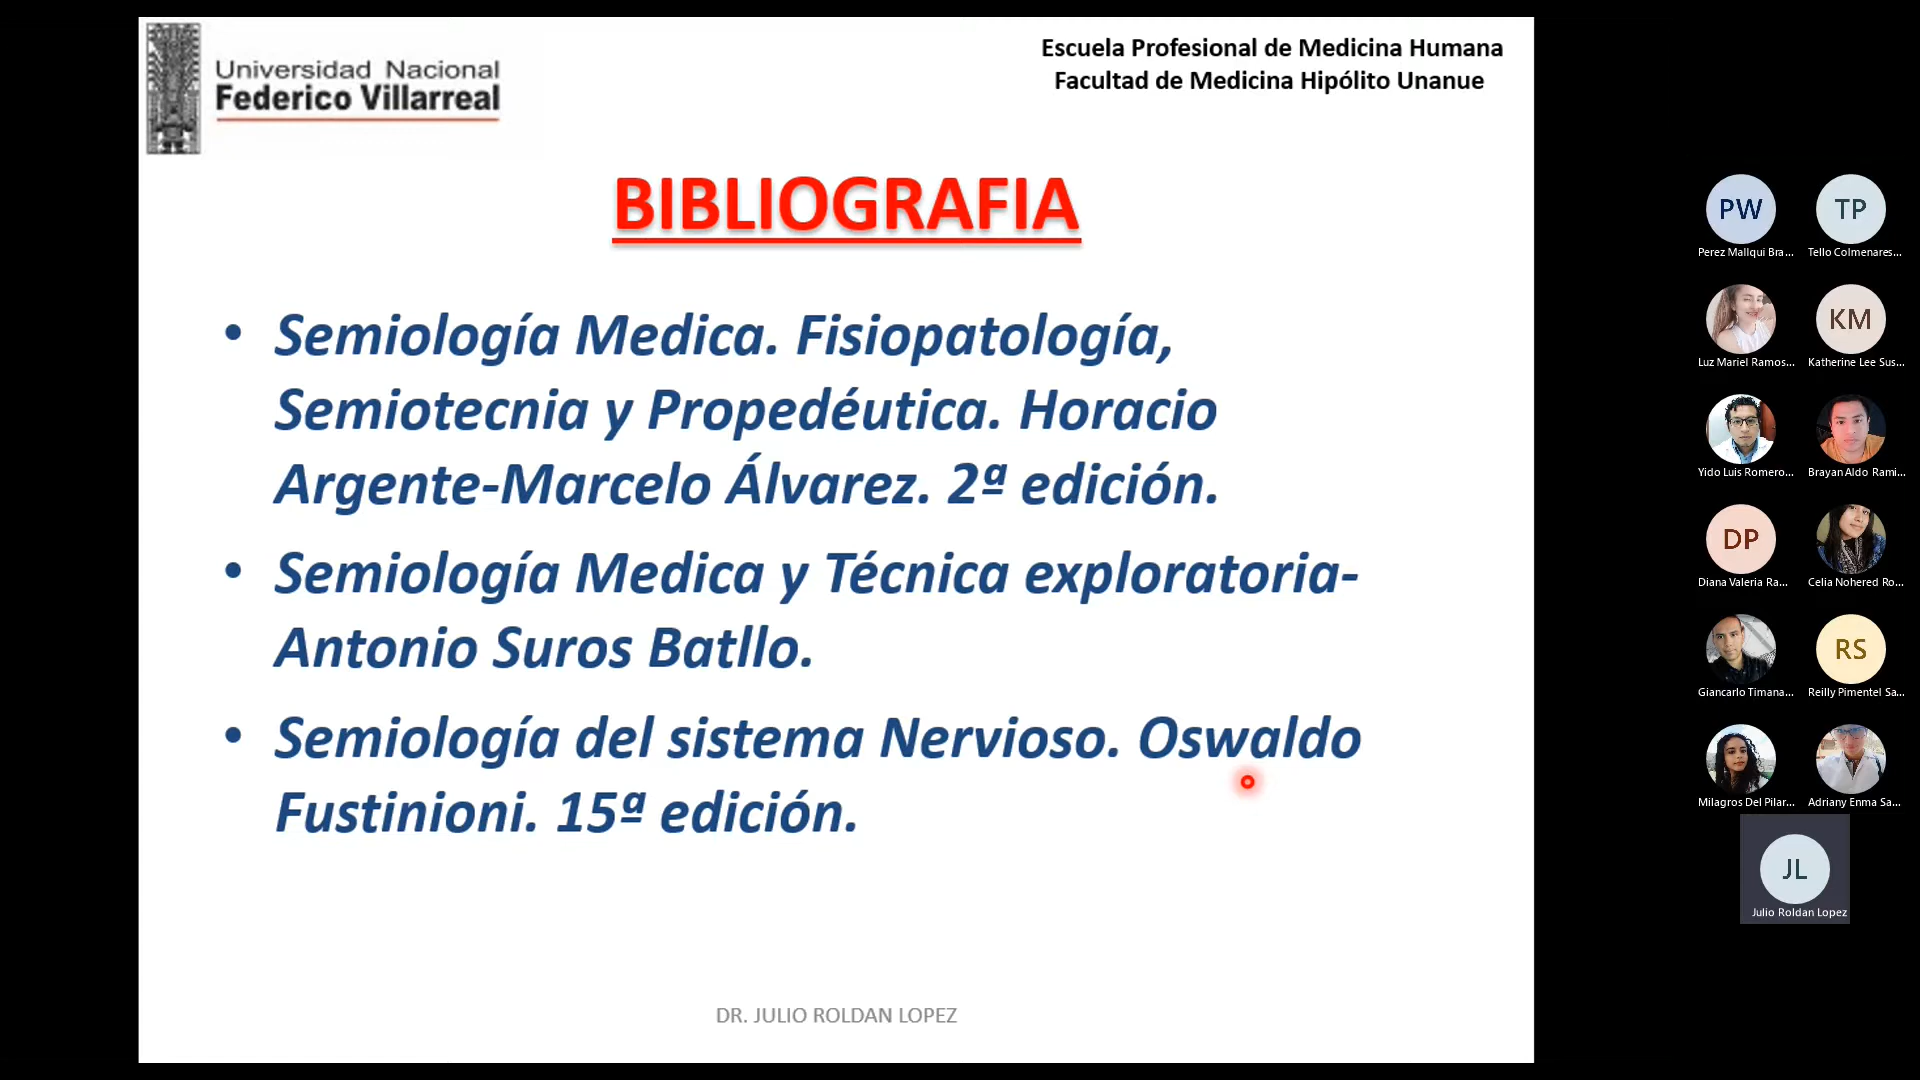 Universidad Nacional
Federico Villarreal
Escuela Profesional de Medicina Humana
Facultad de Medicina Hipólito Unanue
BIBLIOGRAFIA
• Semiología Medica. Fisiopatología,
Semiotecnia y Propedéutica. Horacio
Argente-Marcelo Álvarez. 2ª edición.
• Semiología Medica y Técnica exploratoria-
Antonio Suros Batllo.
• Semiología del sistema Nervioso. Oswaldo
Fustinioni. 15ª edición.
DR. JULIO ROLDAN LOPEZ
PW
Perez Mallqui Bra...
TP
Tello Colmenares...
Luz Mariel Ramos...
KM
Katherine Lee Sus...
Yido Luis Romero...
Brayan Aldo Rami...
DP
Diana Valeria Ra...
Celia Nohered Ro...
Giancarlo Timana...
RS
Reilly Pimentel Sa...
Milagros Del Pilar...
Adriany Enma Sa...
JL
Julio Roldan Lopez